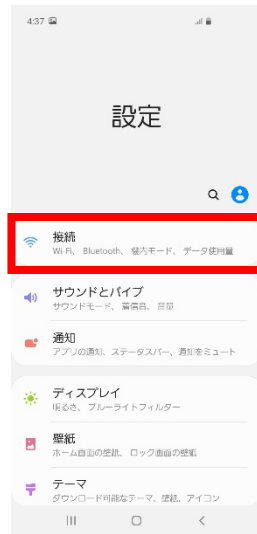 4:37
設定
接続
Wi-Fi、 Bluetooth、 機内モード、 データ使用量
サウンドとバイブ
サウンドモード、 着信音、 音量
通知
アプリの通知、 ステータスバー、 通知をミュート
ディスプレイ
明るさ、 ブルーライトフィルター
壁紙
ホーム画面の壁紙、 ロック画面の壁紙
テーマ
ダウンロード可能なテーマ、 壁紙、 アイコン